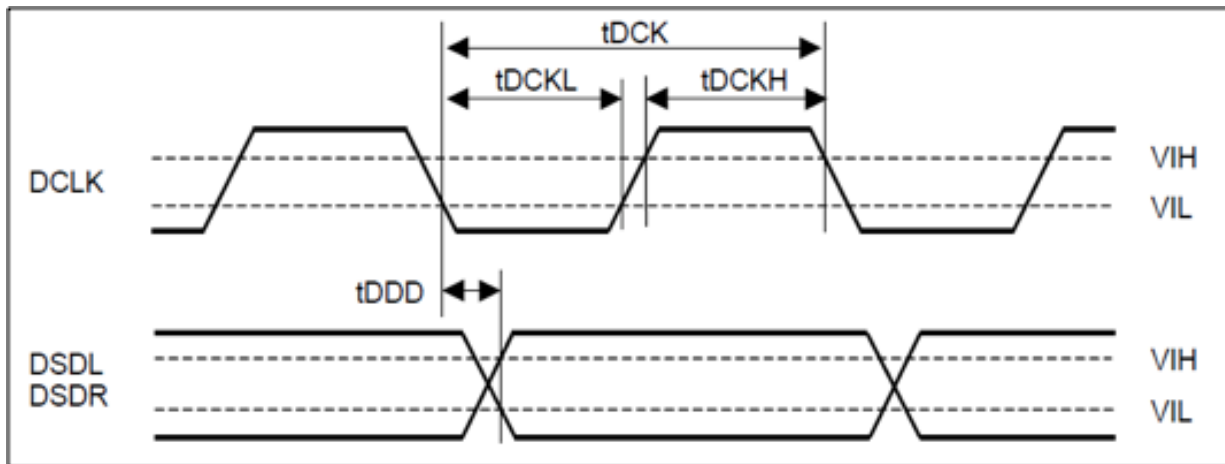 tDCK
tDCKL tDCKH
DCLK
VIH
VIL
tDDD
DSDL
DSDR
VIH
VIL